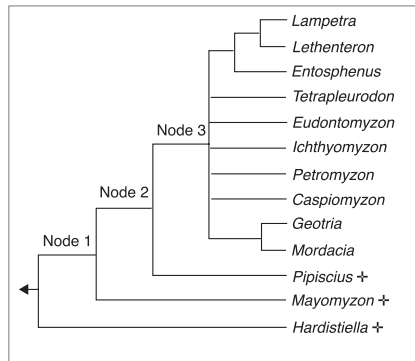 Lampetra
Lethenteron
Entosphenus
Tetrapleurodon
Node 3
Eudontomyzon
Ichthyomyzon
Petromyzon
Node 2
Caspiomyzon
Geotria
Node 1
Mordacia
Pipiscius ✛
Mayomyzon ✛
Hardistiella ✛